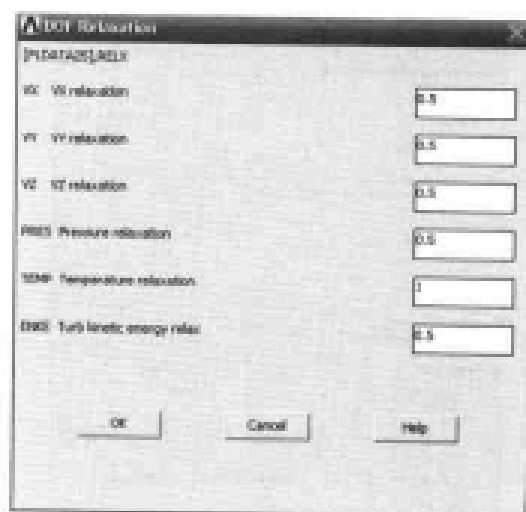 DOF Relaxation
[FLDATA25],RELX
VX VX relaxation
0.5
VY VY relaxation
0.5
VZ VZ relaxation
0.5
PRES Pressure relaxation
0.5
TEMP Temperature relaxation
1
ENKE Turb kinetic energy relax
0.5
OK Cancel Help